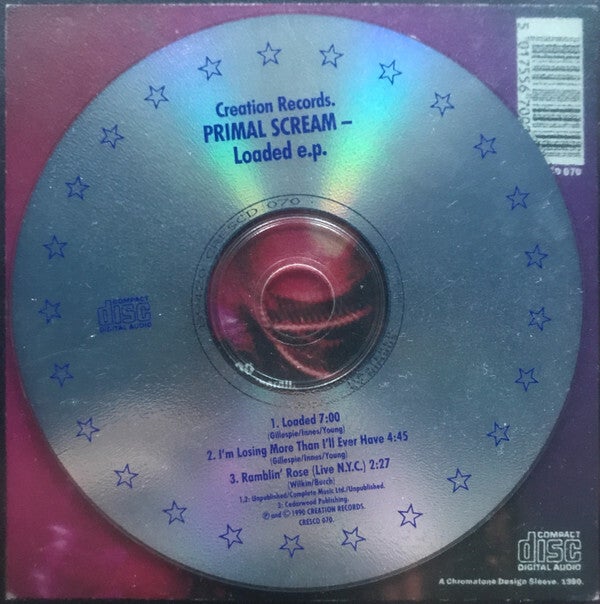 Creation Records.
PRIMAL SCREAM –
Loaded e.p.
CRESCD 070
COMPACT
disc
DIGITAL AUDIO
1. Loaded 7:00
(Gillespie/Innes/Young)
2. I'm Losing More Than I'll Ever Have 4:45
(Gillespie/Innes/Young)
3. Ramblin' Rose (Live N.Y.C.) 2:27
(Wilkin/Burch)
1,2: Unpublished/Complete Music Ltd./Unpublished.
3: Cedarwood Publishing.
℗ and © 1990 CREATION RECORDS.
CRESCD 070.
COMPACT
disc
DIGITAL AUDIO
A Chromatone Design Sleeve. 1990.